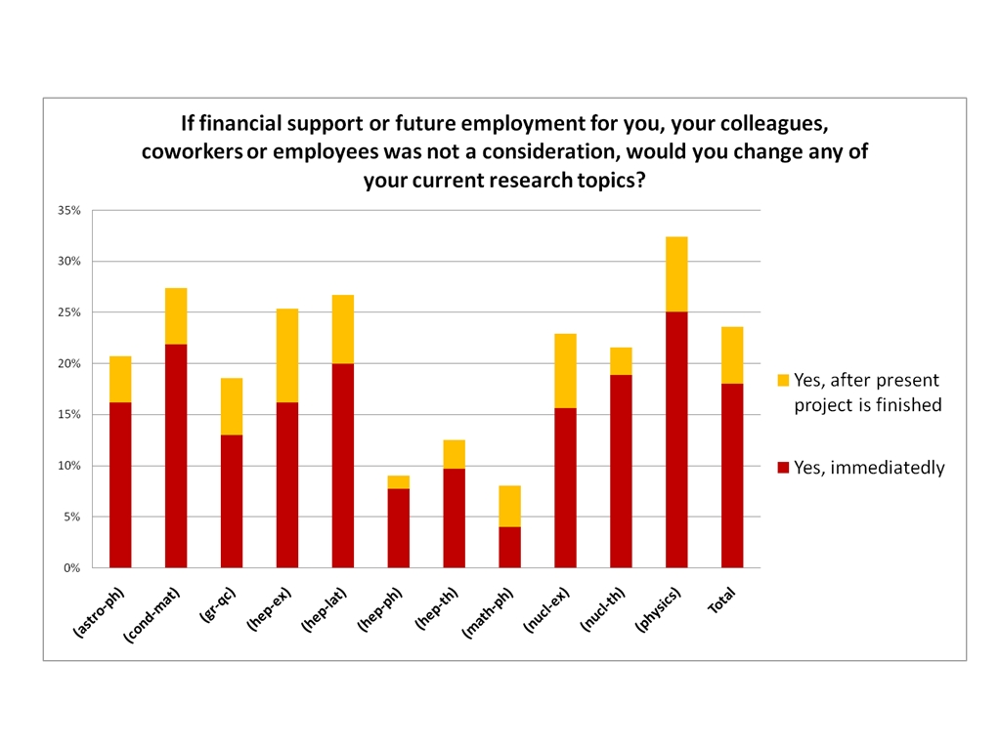 If financial support or future employment for you, your colleagues,
coworkers or employees was not a consideration, would you change any of
your current research topics?
35%
30%
25%
20%
15%
10%
5%
0%
(astro-ph)
(cond-mat)
(gr-qc)
(hep-ex)
(hep-lat)
(hep-ph)
(hep-th)
(math-ph)
(nucl-ex)
(nucl-th)
(physics)
Total
Yes, after present
project is finished
Yes, immediatedly